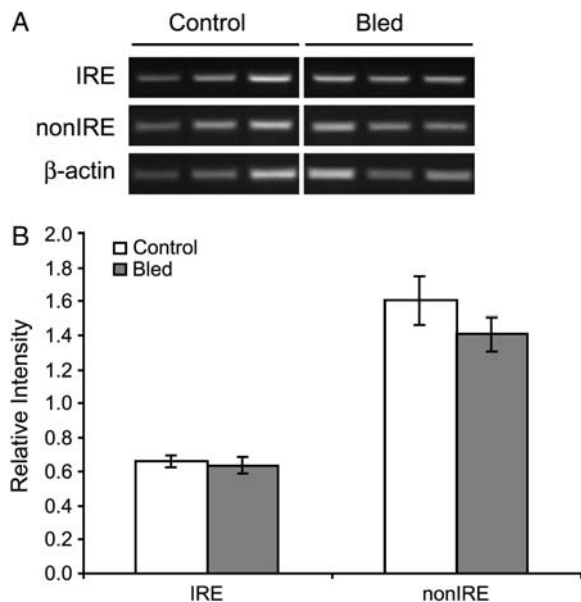 A
Control Bled
IRE
nonIRE
β-actin
B
2.0
1.8
1.6
1.4
1.2
1.0
0.8
0.6
0.4
0.2
0.0
Relative Intensity
Control
Bled
IRE nonIRE